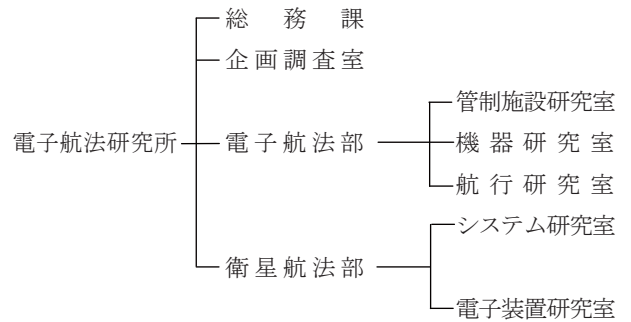 総務課
企画調査室
管制施設研究室
電子航法研究所
電子航法部
機器研究室
航行研究室
システム研究室
衛星航法部
電子装置研究室